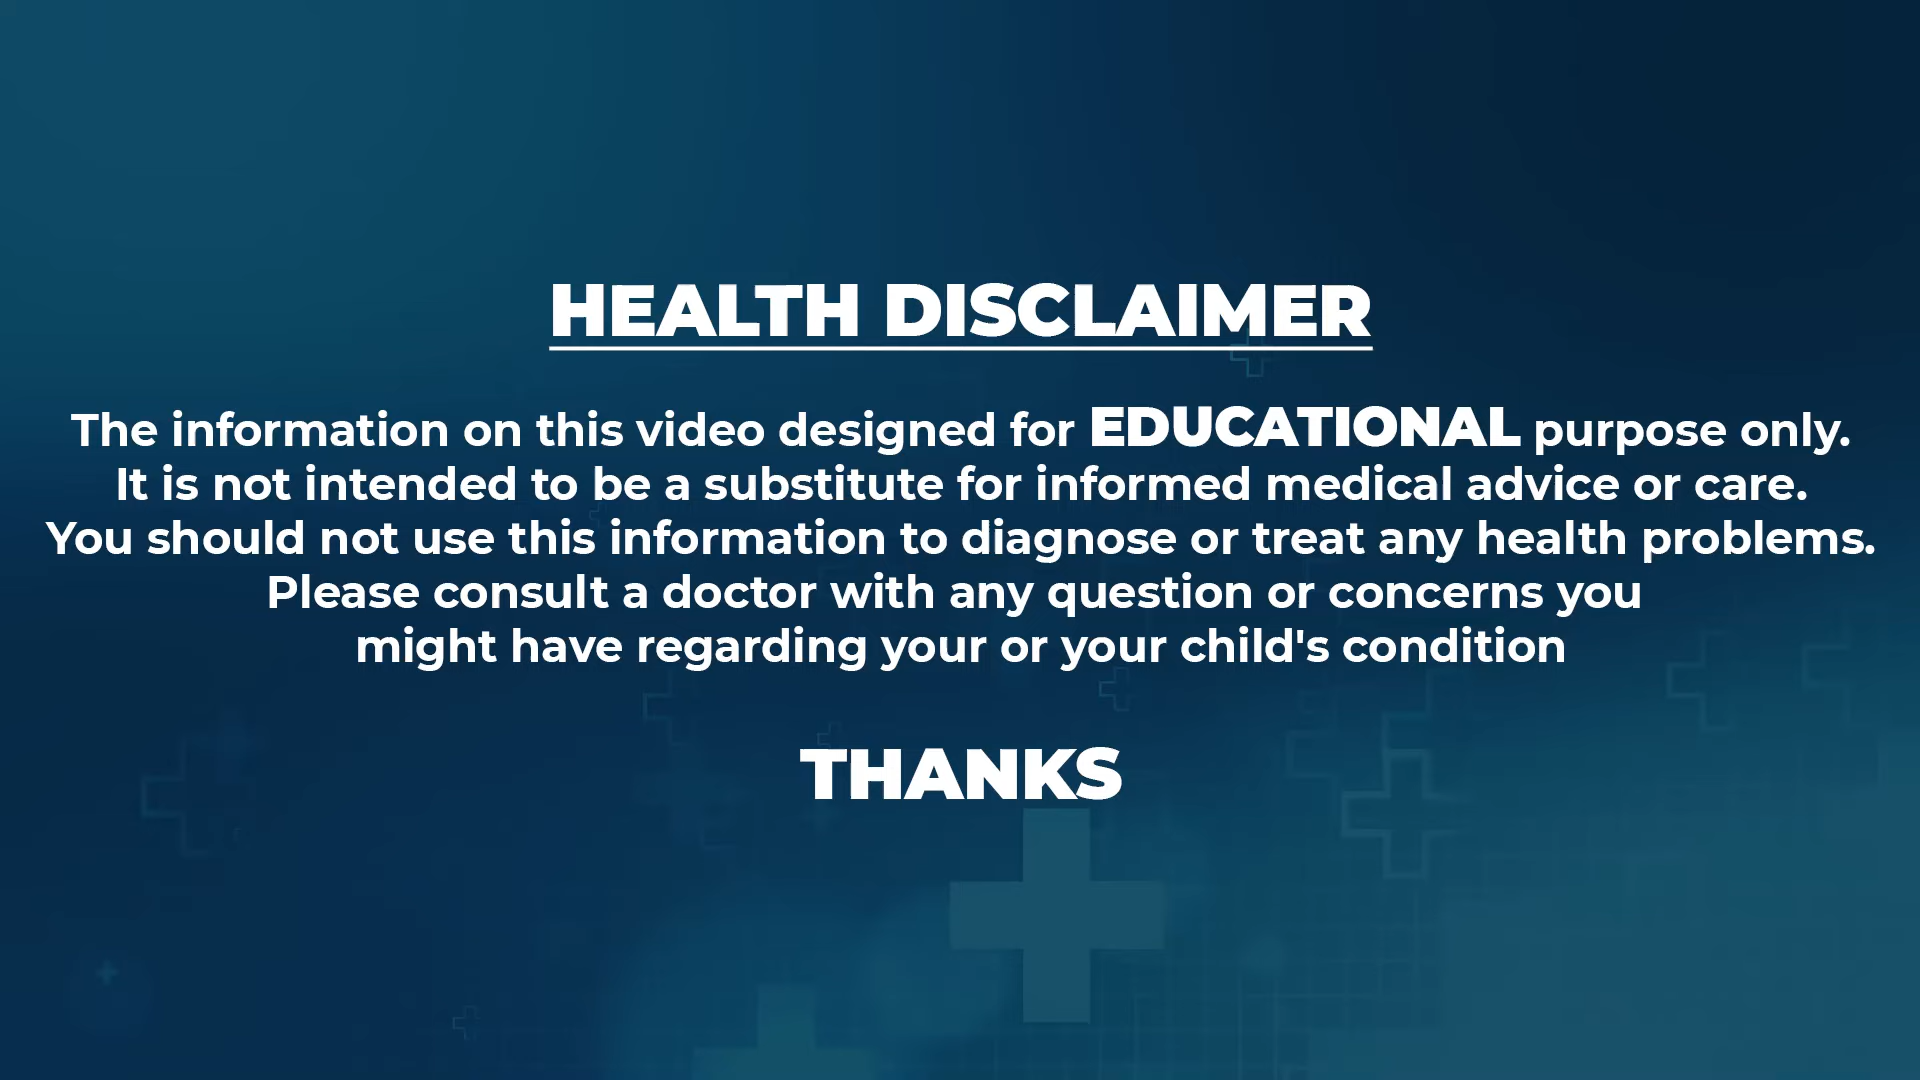 HEALTH DISCLAIMER
The information on this video designed for EDUCATIONAL purpose only.
It is not intended to be a substitute for informed medical advice or care.
You should not use this information to diagnose or treat any health problems.
Please consult a doctor with any question or concerns you
might have regarding your or your child's condition
THANKS